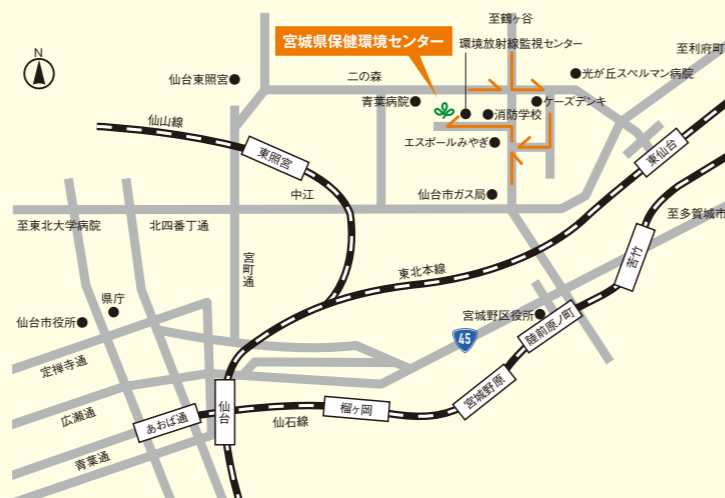 至鶴ヶ谷
宮城県保健環境センター
環境放射線監視センター
至利府町
N
仙台東照宮
二の森
光が丘スペルマン病院
青葉病院
ケーズデンキ
消防学校
仙山線
エスポールみやぎ
東照宮
東仙台
中江
仙台市ガス局
至東北大学病院
北四番丁通
至多賀城市
宮町通
東北本線
苦竹
県庁
仙台市役所
宮城野区役所
陸前原ノ町
45
定禅寺通
宮城野原
広瀬通
あおば通
仙台
仙石線
榴ヶ岡
青葉通